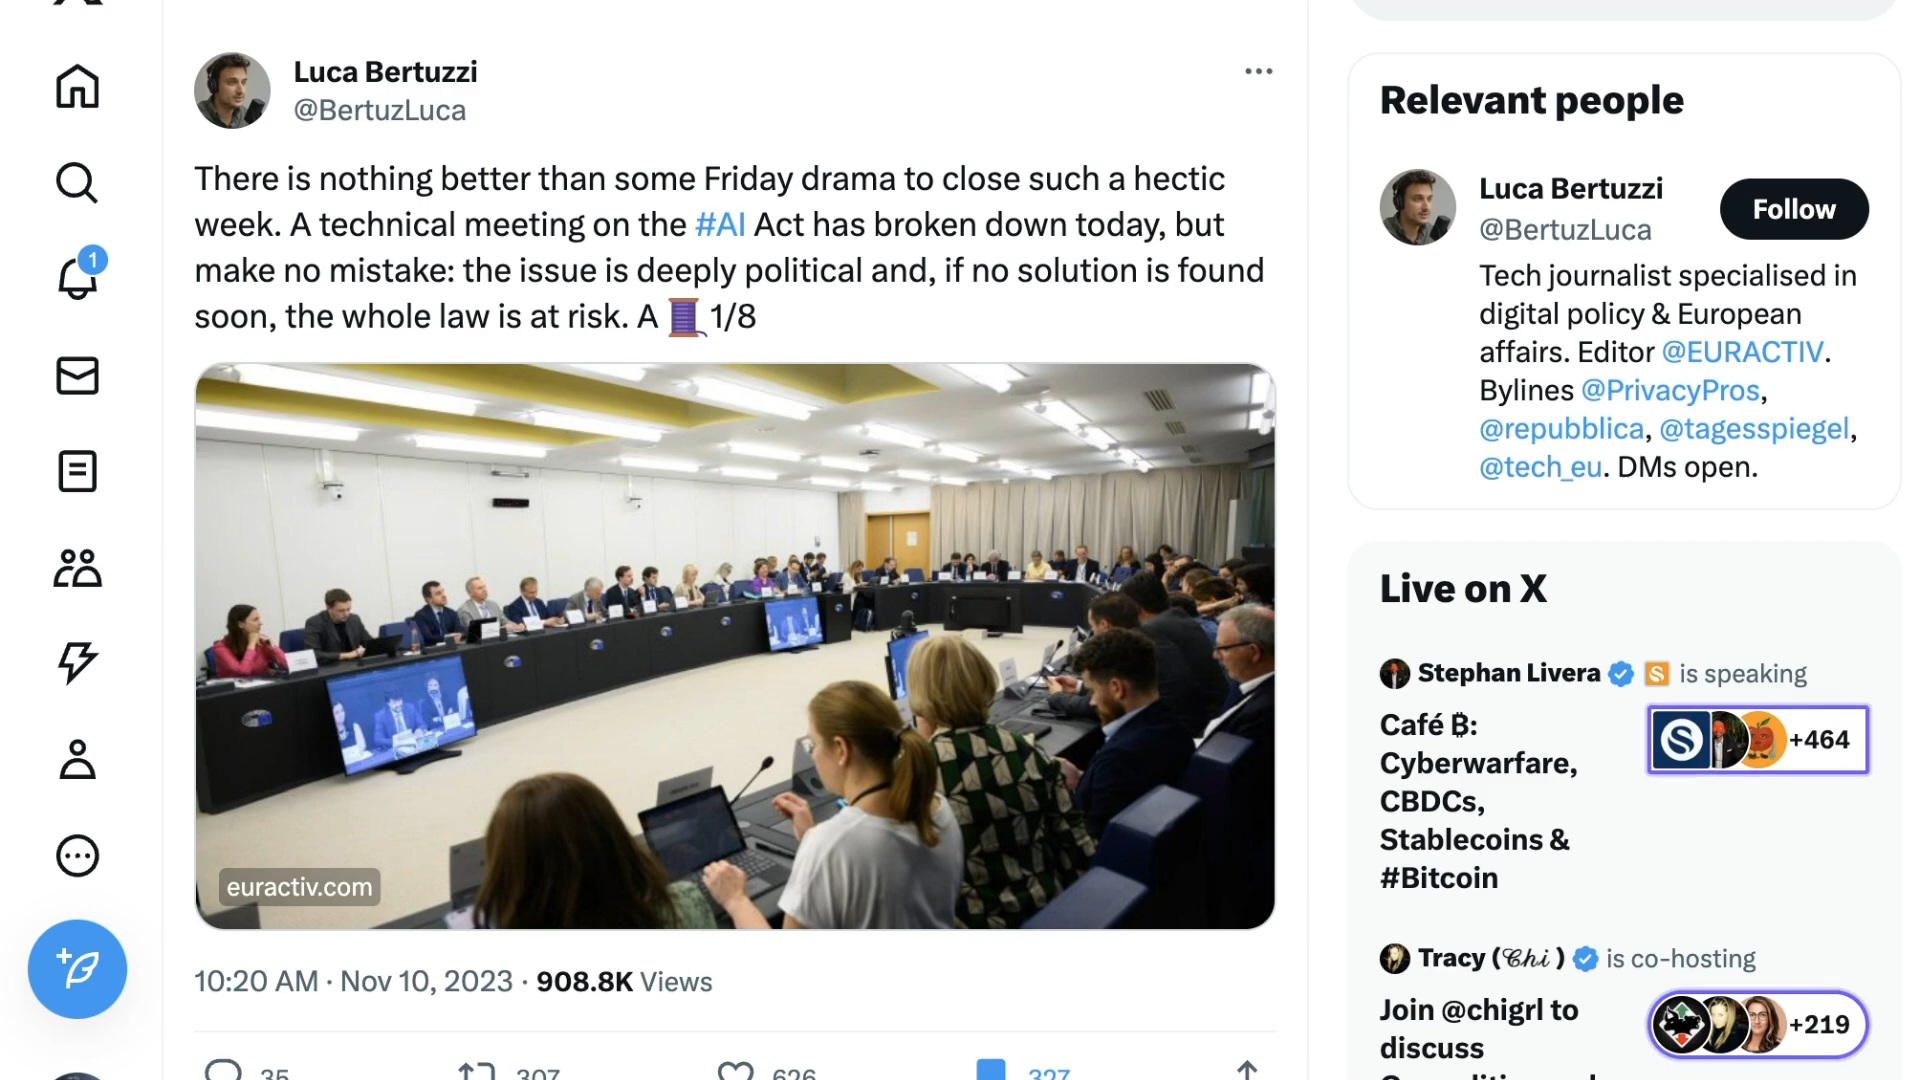 Luca Bertuzzi
@BertuzLuca
There is nothing better than some Friday drama to close such a hectic
week. A technical meeting on the #AI Act has broken down today, but
make no mistake: the issue is deeply political and, if no solution is found
soon, the whole law is at risk. A 🧵 1/8
euractiv.com
10:20 AM · Nov 10, 2023 · 908.8K Views
35
307
626
327
1
Relevant people
Luca Bertuzzi
@BertuzLuca
Follow
Tech journalist specialised in
digital policy & European
affairs. Editor @EURACTIV.
Bylines @PrivacyPros,
@repubblica, @tagesspiegel,
@tech_eu. DMs open.
Live on X
Stephan Livera S is speaking
Café ₿:
Cyberwarfare,
CBDCs,
Stablecoins &
#Bitcoin
+464
Tracy (𝓒𝓱𝓲) is co-hosting
Join @chigrl to
discuss
+219